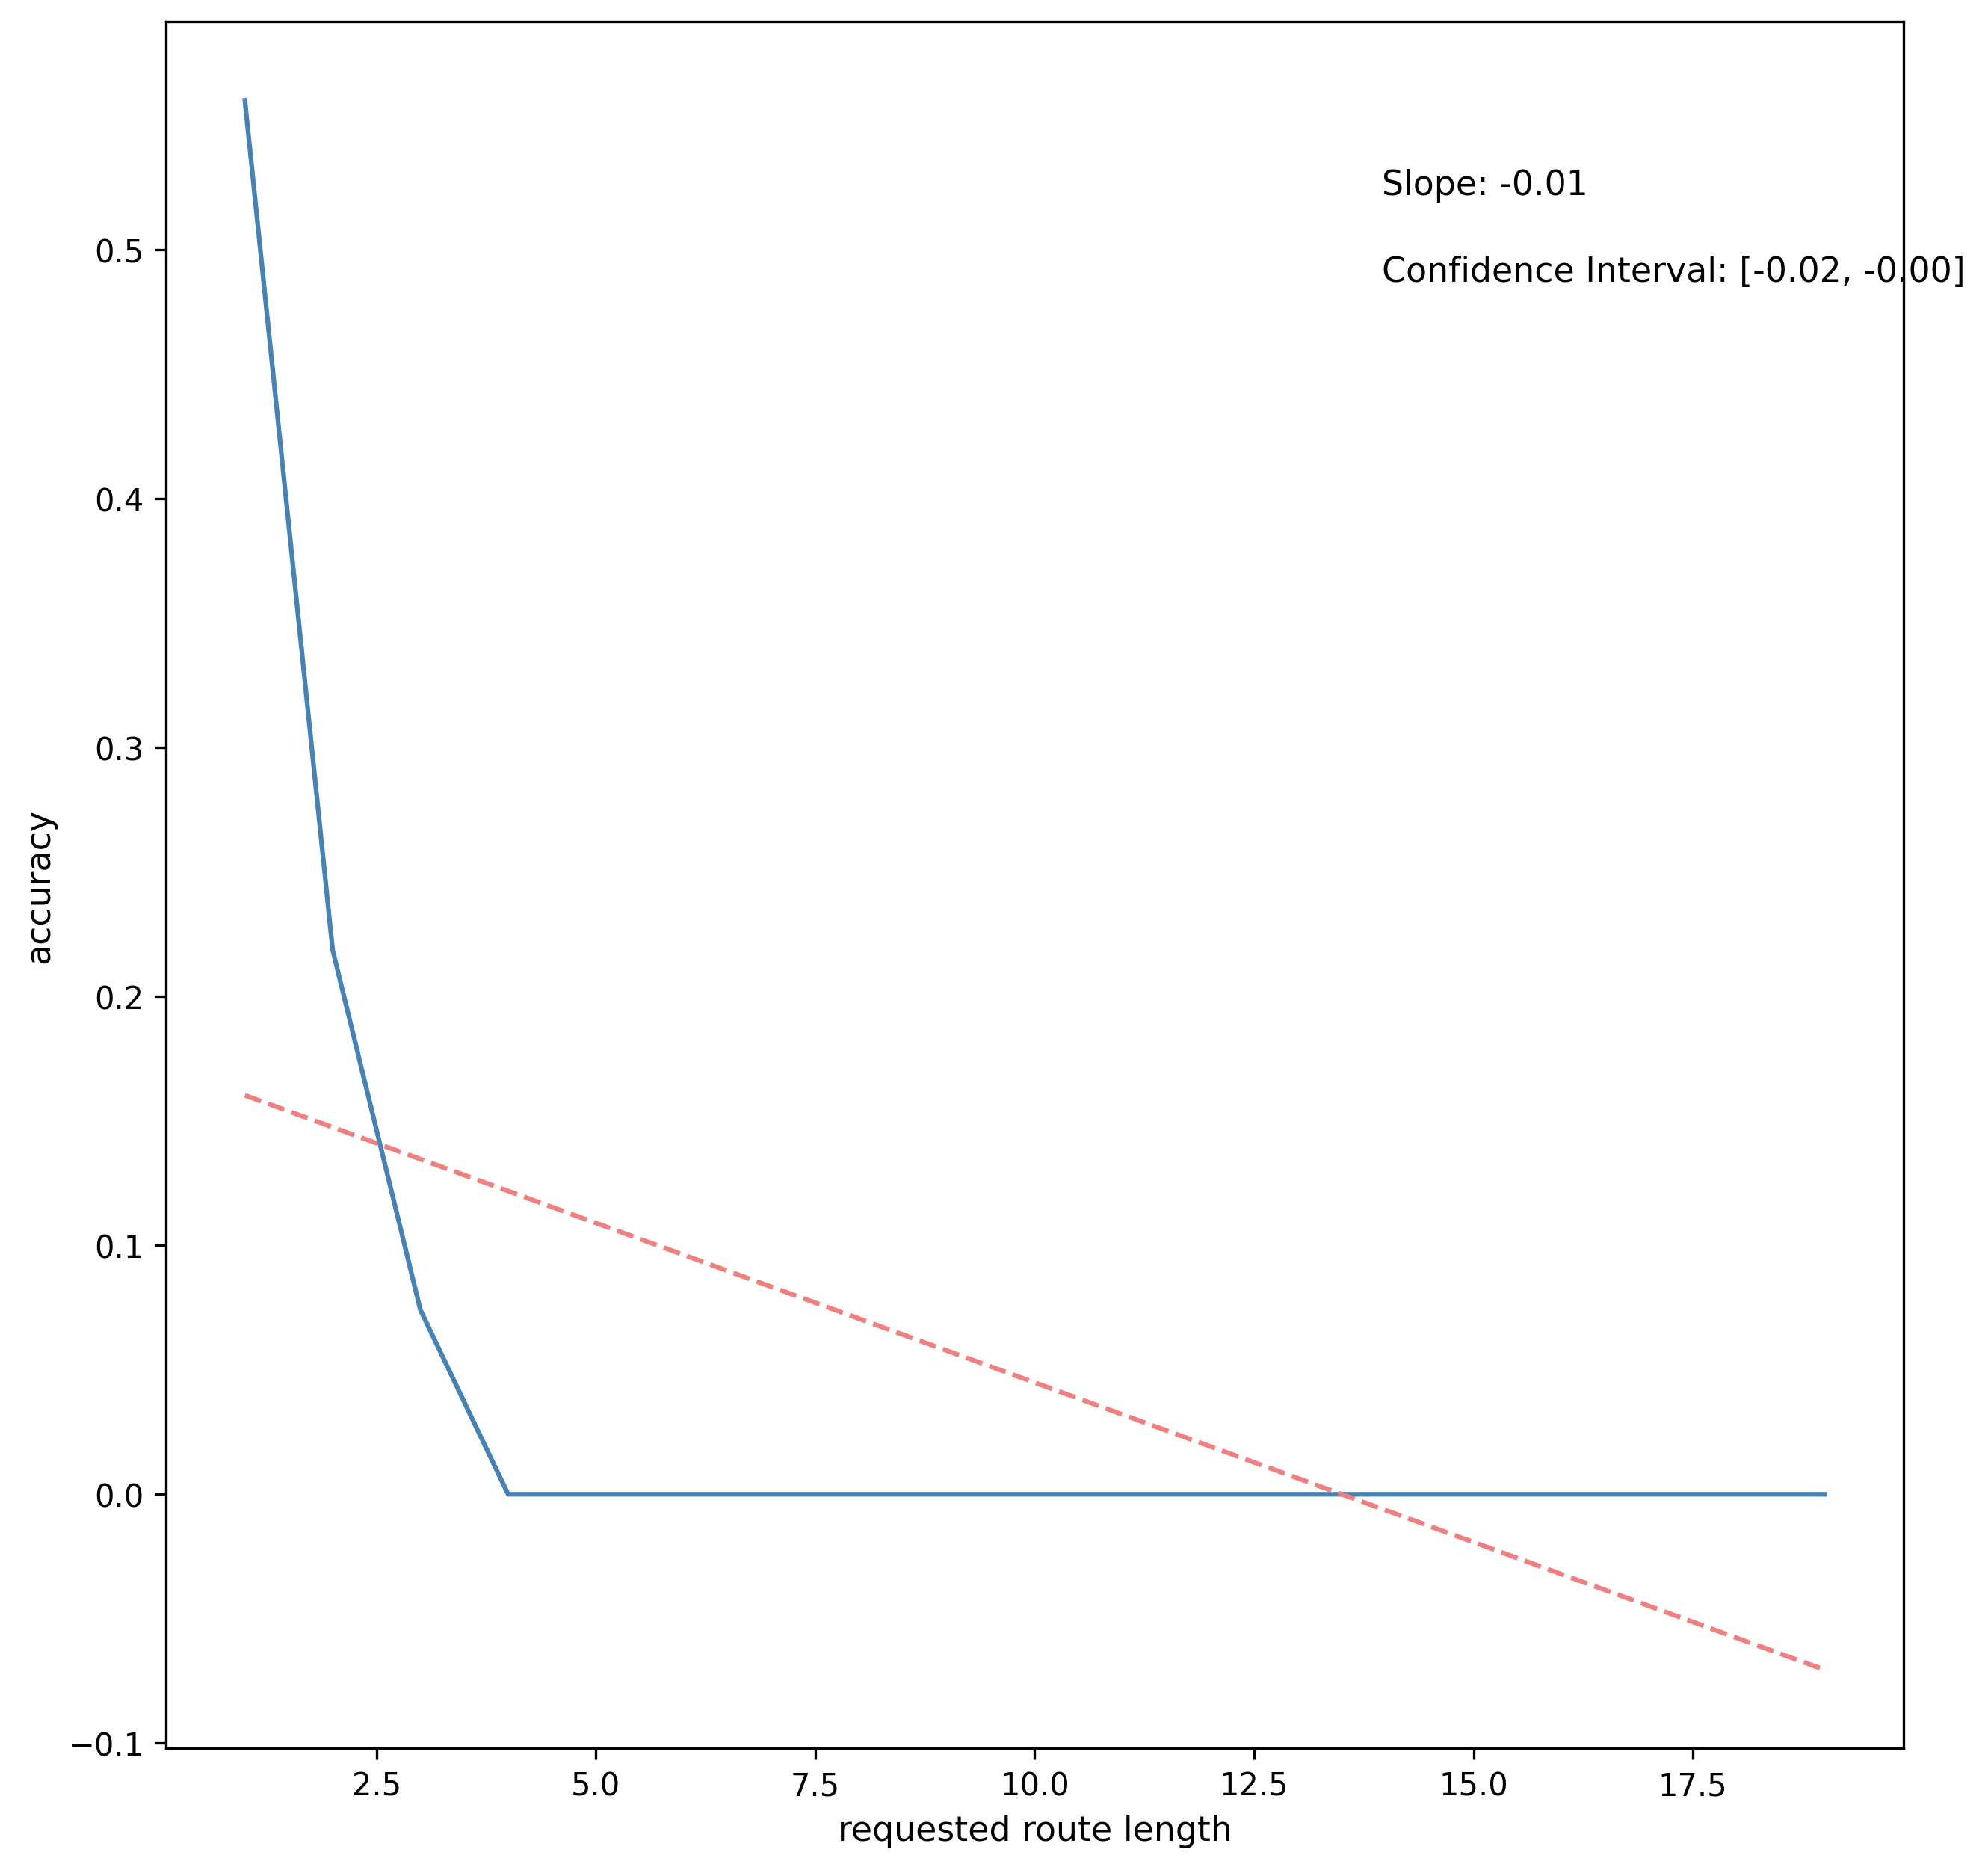 Slope: -0.01
Confidence Interval: [-0.02, -0.00]
0.5
0.4
0.3
0.2
0.1
0.0
−0.1
accuracy
2.5 5.0 7.5 10.0 12.5 15.0 17.5
requested route length